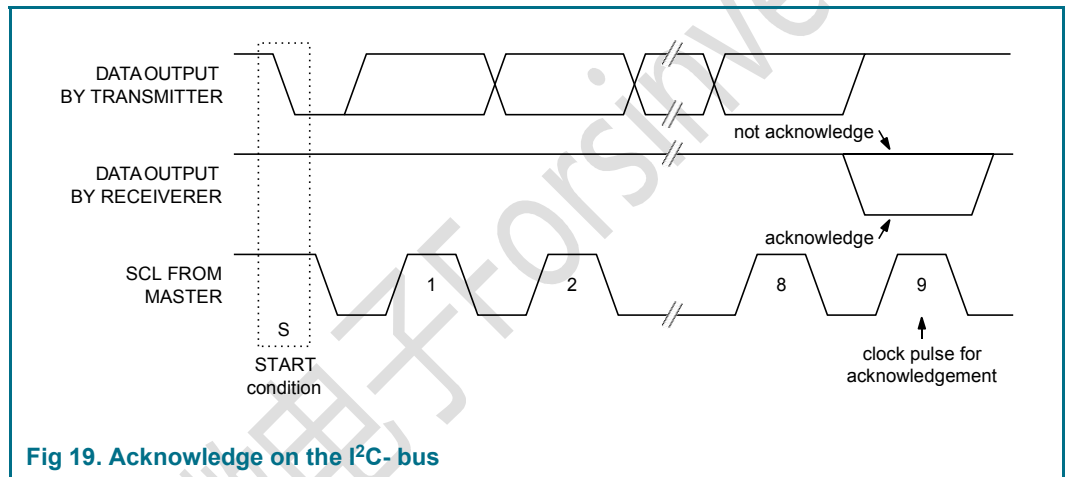 DATA OUTPUT
BY TRANSMITTER
not acknowledge
DATA OUTPUT
BY RECEIVERER
acknowledge
SCL FROM
MASTER
1
2
8
9
S
START
condition
clock pulse for
acknowledgement
Fig 19. Acknowledge on the I²C- bus